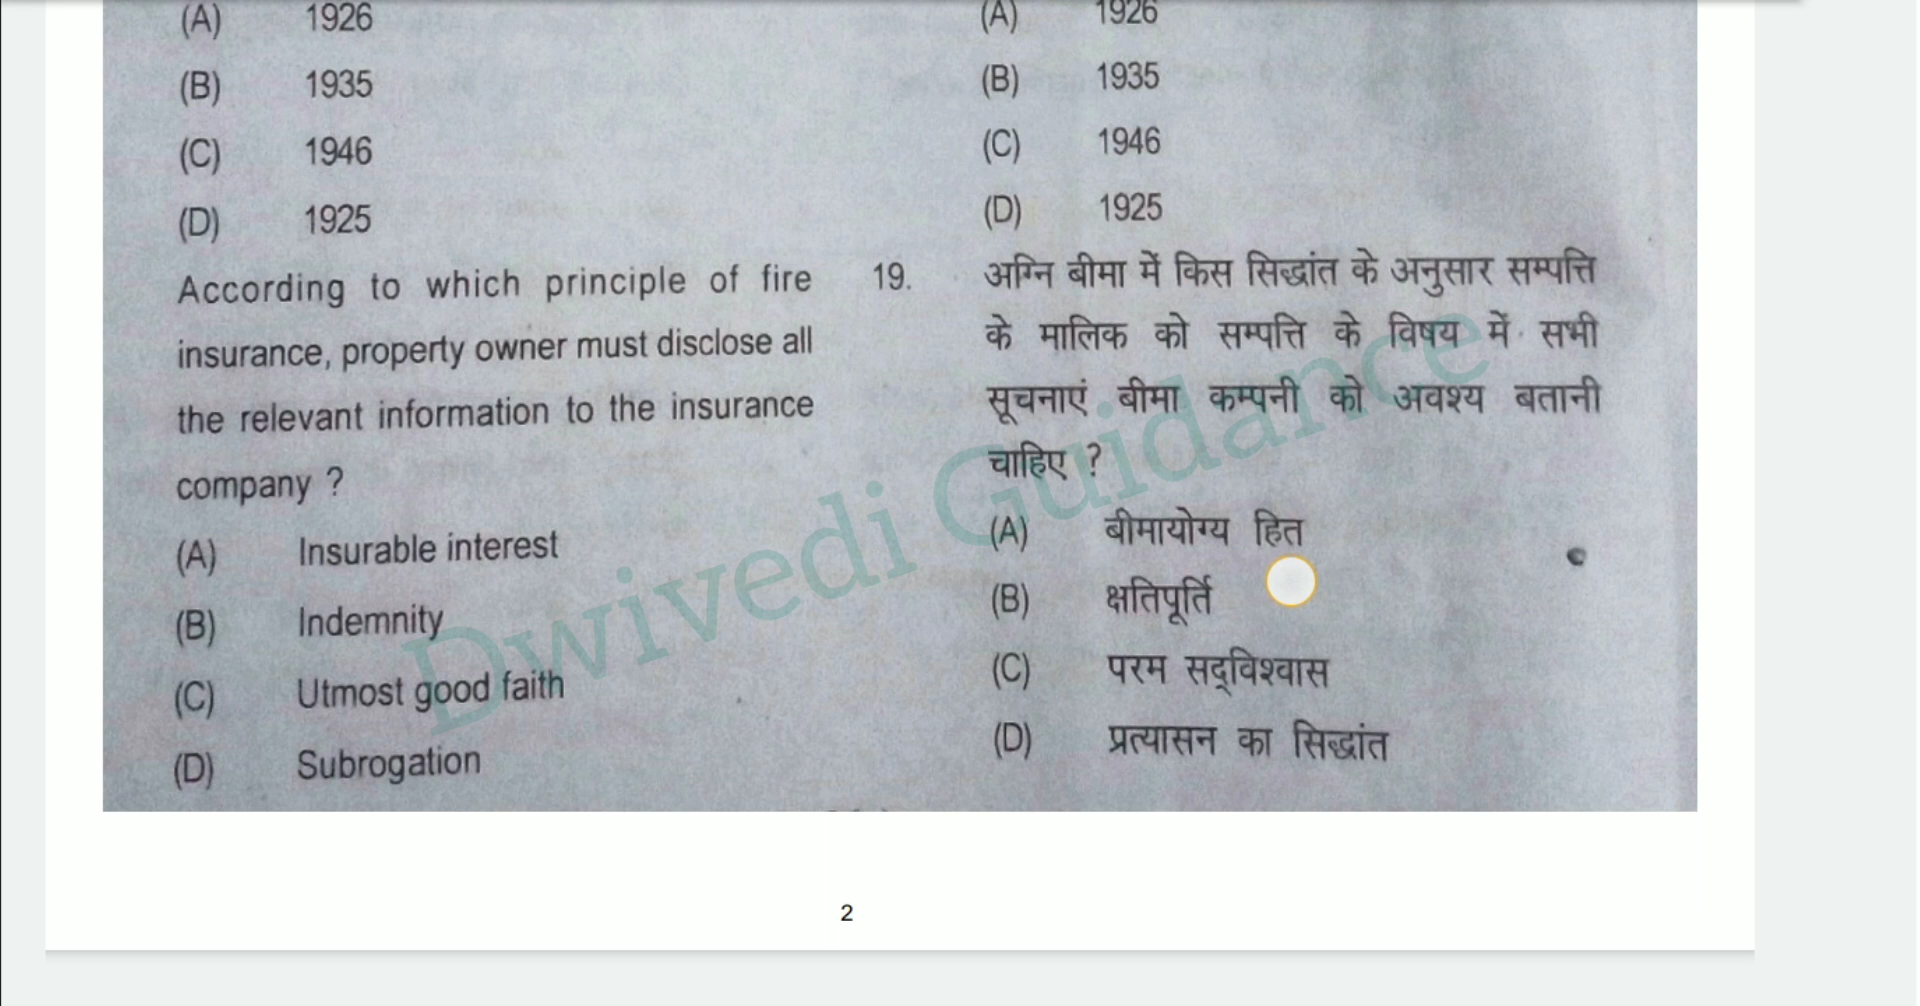 (A) 1926
(B) 1935
(C) 1946
(D) 1925
According to which principle of fire
insurance, property owner must disclose all
the relevant information to the insurance
company ?
(A) Insurable interest
(B) Indemnity
(C) Utmost good faith
(D) Subrogation
(A) 1926
(B) 1935
(C) 1946
(D) 1925
19. अग्नि बीमा में किस सिद्धांत के अनुसार सम्पत्ति
के मालिक को सम्पत्ति के विषय में सभी
सूचनाएं बीमा कम्पनी को अवश्य बतानी
चाहिए ?
(A) बीमायोग्य हित
(B) क्षतिपूर्ति
(C) परम सद्‌विश्वास
(D) प्रत्यासन का सिद्धांत
Dwivedi Guidance
2